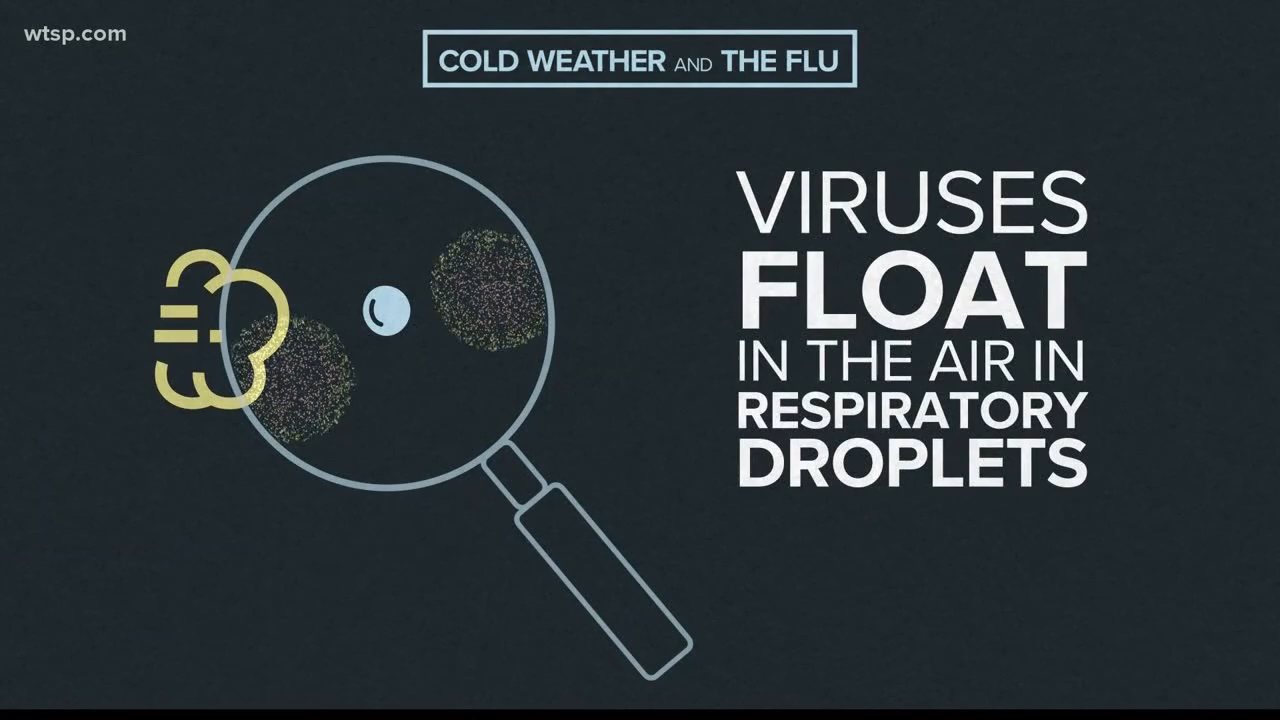 wtsp.com
COLD WEATHER AND THE FLU
VIRUSES
FLOAT
IN THE AIR IN
RESPIRATORY
DROPLETS